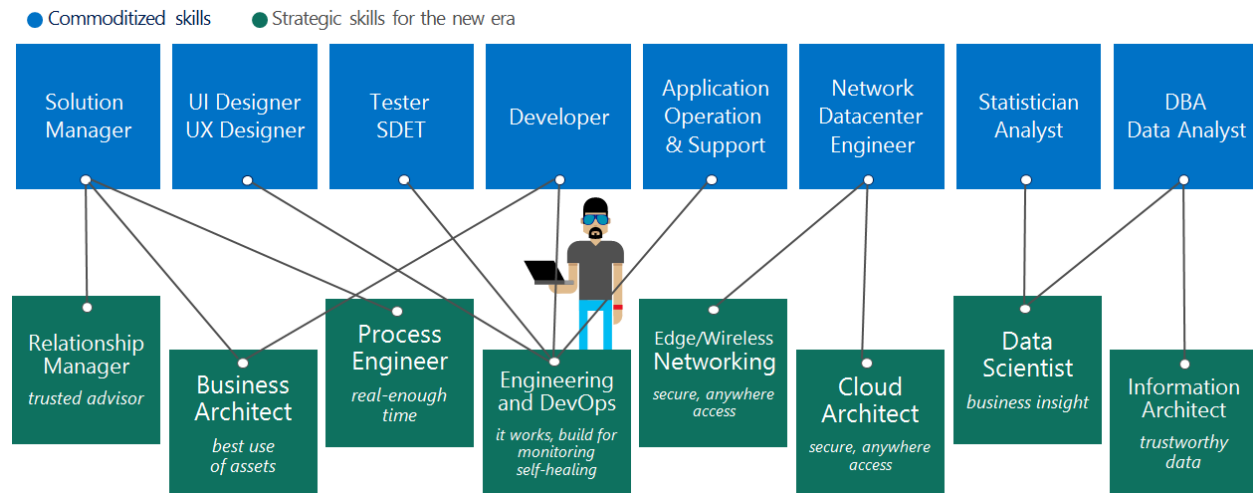 Commoditized skills
Strategic skills for the new era
Solution
Manager
UI Designer
UX Designer
Tester
SDET
Developer
Application
Operation
& Support
Network
Datacenter
Engineer
Statistician
Analyst
DBA
Data Analyst
Relationship
Manager
trusted advisor
Business
Architect
best use
of assets
Process
Engineer
real-enough
time
Engineering
and DevOps
it works, build for
monitoring
self-healing
Edge/Wireless
Networking
secure, anywhere
access
Cloud
Architect
secure, anywhere
access
Data
Scientist
business insight
Information
Architect
trustworthy
data